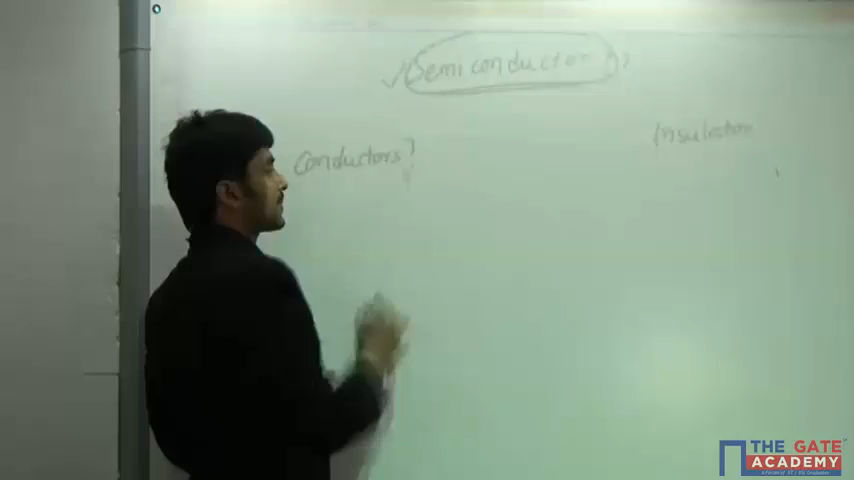 ✓ Semiconductor ?
Conductors?
Insulators
THE GATE
ACADEMY